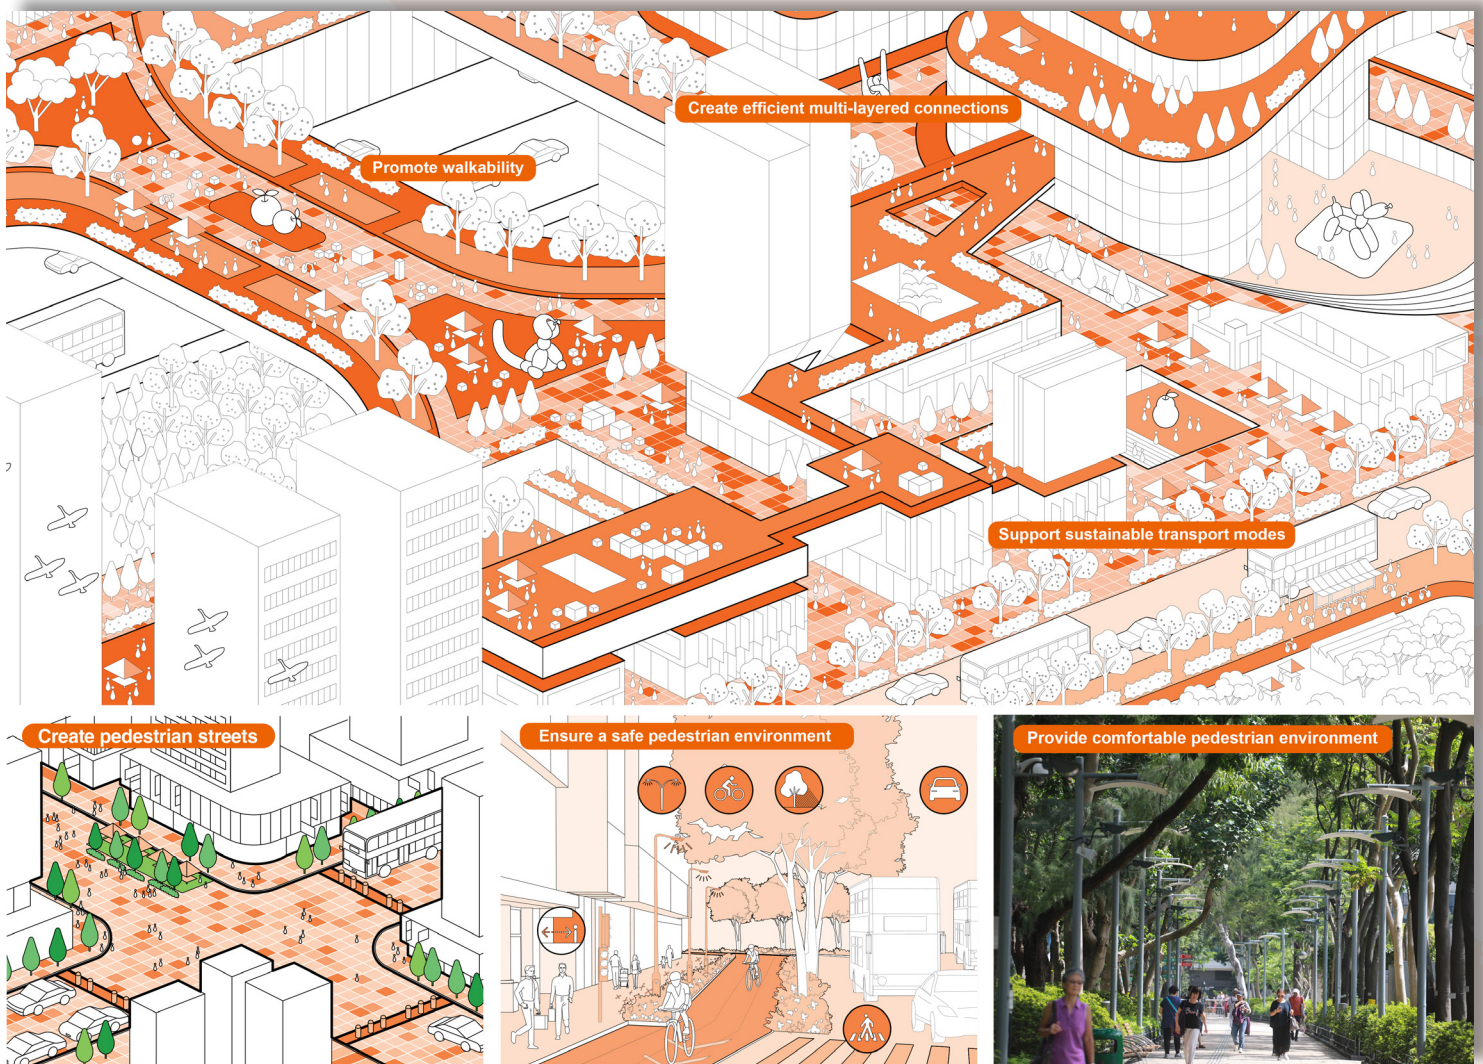 Create efficient multi-layered connections
Promote walkability
Support sustainable transport modes
Create pedestrian streets
Ensure a safe pedestrian environment
Provide comfortable pedestrian environment